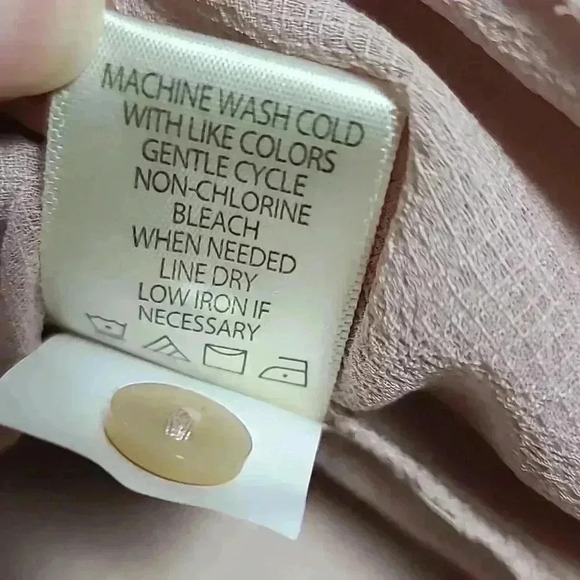 MACHINE WASH COLD
WITH LIKE COLORS
GENTLE CYCLE
NON-CHLORINE
BLEACH
WHEN NEEDED
LINE DRY
LOW IRON IF
NECESSARY